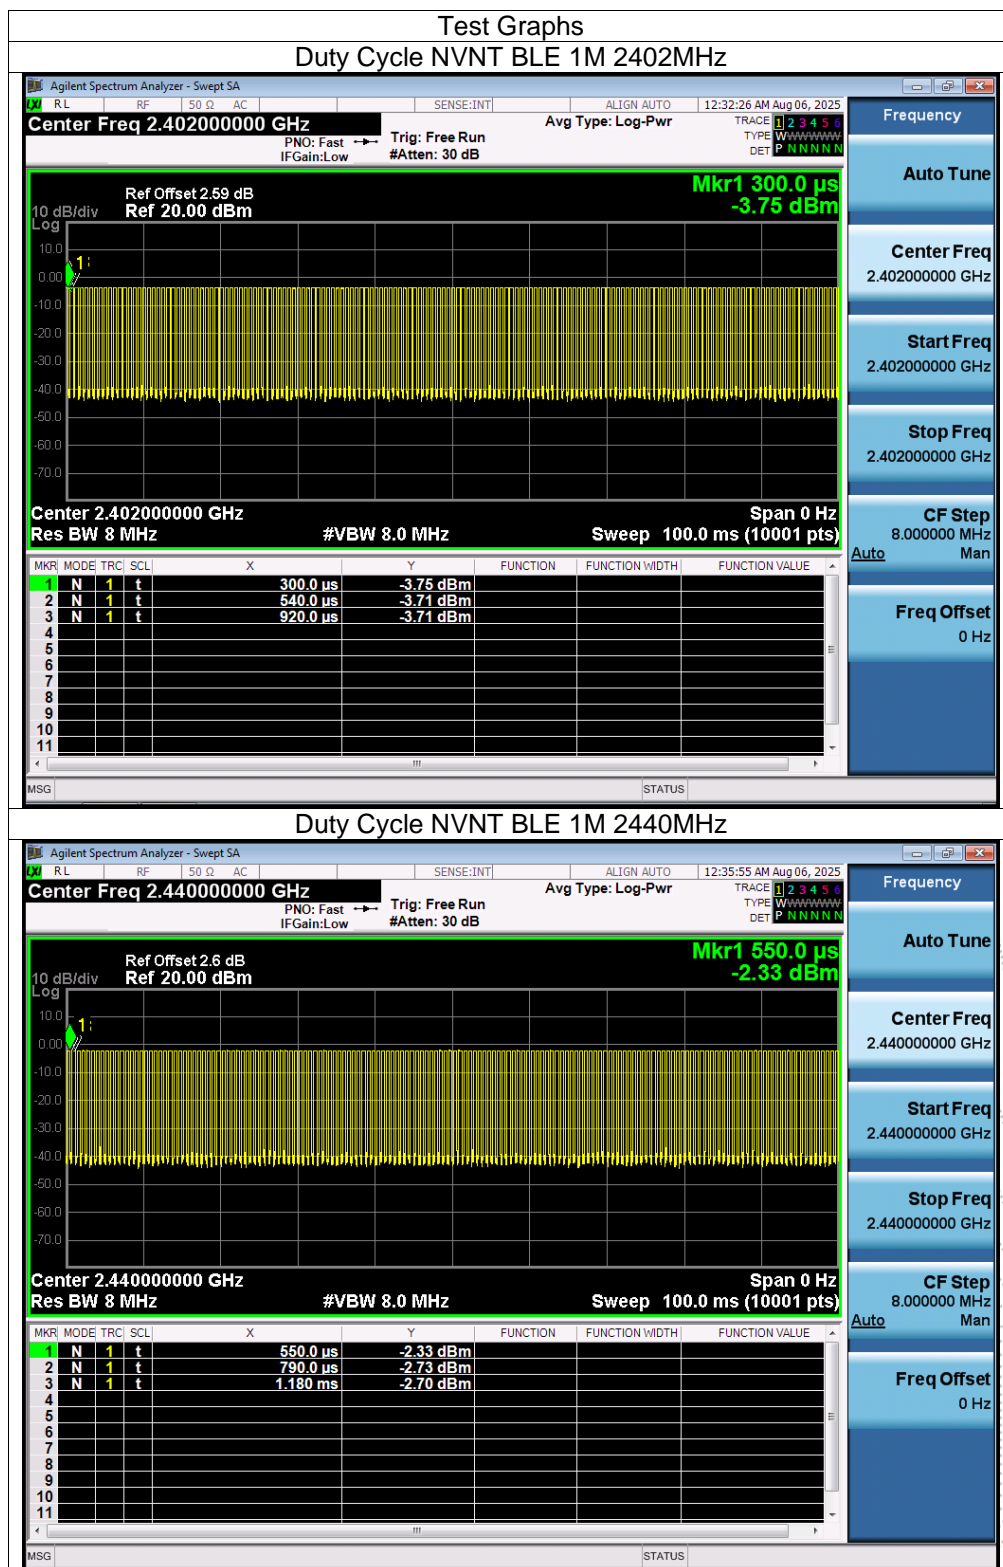 Test Graphs
Duty Cycle NVNT BLE 1M 2402MHz
Agilent Spectrum Analyzer - Swept SA
LXI RL RF 50 Ω AC SENSE:INT ALIGN AUTO 12:32:26 AM Aug 06, 2025
Center Freq 2.402000000 GHz
PNO: Fast
IFGain:Low
Trig: Free Run
#Atten: 30 dB
Avg Type: Log-Pwr
TRACE 1 2 3 4 5 6
TYPE WWWWWW
DET P N N N N N
Frequency
Mkr1 300.0 µs
-3.75 dBm
Ref Offset 2.59 dB
10 dB/div Ref 20.00 dBm
Log
10.0
0.00
-10.0
-20.0
-30.0
-40.0
-50.0
-60.0
-70.0
1
Center 2.402000000 GHz Span 0 Hz
Res BW 8 MHz #VBW 8.0 MHz Sweep 100.0 ms (10001 pts)
MKR MODE TRC SCL X Y FUNCTION FUNCTION WIDTH FUNCTION VALUE
1 N 1 t 300.0 µs -3.75 dBm
2 N 1 t 540.0 µs -3.71 dBm
3 N 1 t 920.0 µs -3.71 dBm
4
5
6
7
8
9
10
11
MSG STATUS
Auto Tune
Center Freq
2.402000000 GHz
Start Freq
2.402000000 GHz
Stop Freq
2.402000000 GHz
CF Step
8.000000 MHz
Auto Man
Freq Offset
0 Hz
Duty Cycle NVNT BLE 1M 2440MHz
Agilent Spectrum Analyzer - Swept SA
LXI RL RF 50 Ω AC SENSE:INT ALIGN AUTO 12:35:55 AM Aug 06, 2025
Center Freq 2.440000000 GHz
PNO: Fast
IFGain:Low
Trig: Free Run
#Atten: 30 dB
Avg Type: Log-Pwr
TRACE 1 2 3 4 5 6
TYPE WWWWWW
DET P N N N N N
Frequency
Mkr1 550.0 µs
-2.33 dBm
Ref Offset 2.6 dB
10 dB/div Ref 20.00 dBm
Log
10.0
0.00
-10.0
-20.0
-30.0
-40.0
-50.0
-60.0
-70.0
1
Center 2.440000000 GHz Span 0 Hz
Res BW 8 MHz #VBW 8.0 MHz Sweep 100.0 ms (10001 pts)
MKR MODE TRC SCL X Y FUNCTION FUNCTION WIDTH FUNCTION VALUE
1 N 1 t 550.0 µs -2.33 dBm
2 N 1 t 790.0 µs -2.73 dBm
3 N 1 t 1.180 ms -2.70 dBm
4
5
6
7
8
9
10
11
MSG STATUS
Auto Tune
Center Freq
2.440000000 GHz
Start Freq
2.440000000 GHz
Stop Freq
2.440000000 GHz
CF Step
8.000000 MHz
Auto Man
Freq Offset
0 Hz